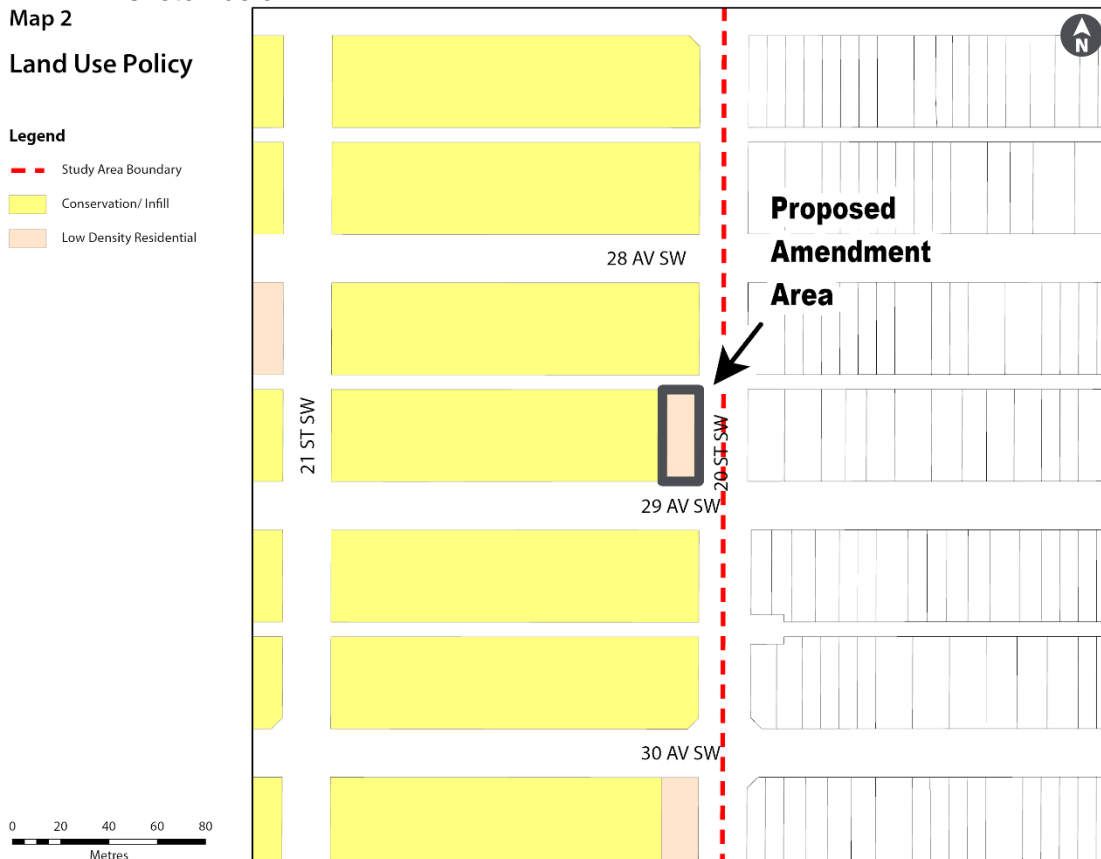 Map 2
Land Use Policy
Legend
Study Area Boundary
Conservation/ Infill
Low Density Residential
N
28 AV SW
Proposed
Amendment
Area
21 ST SW
20 ST SW
29 AV SW
30 AV SW
0 20 40 60 80
Metres